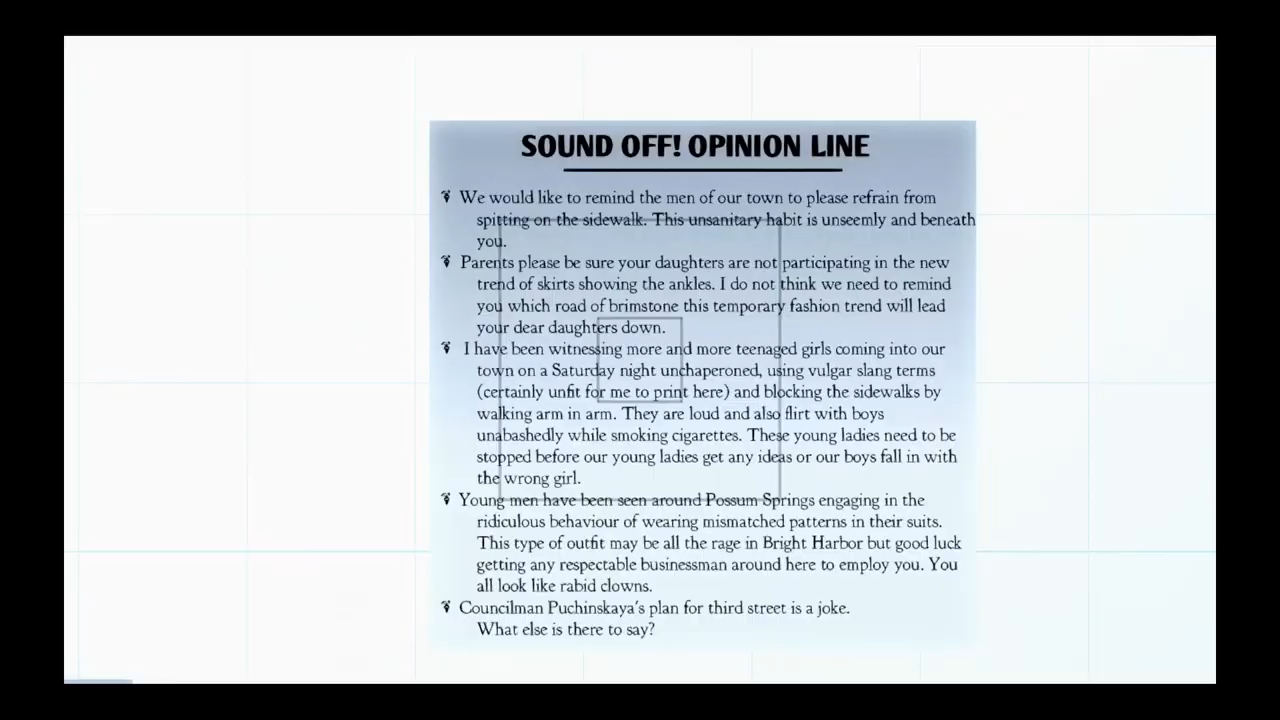 SOUND OFF! OPINION LINE
We would like to remind the men of our town to please refrain from
spitting on the sidewalk. This unsanitary habit is unseemly and beneath
you.
Parents please be sure your daughters are not participating in the new
trend of skirts showing the ankles. I do not think we need to remind
you which road of brimstone this temporary fashion trend will lead
your dear daughters down.
I have been witnessing more and more teenaged girls coming into our
town on a Saturday night unchaperoned, using vulgar slang terms
(certainly unfit for me to print here) and blocking the sidewalks by
walking arm in arm. They are loud and also flirt with boys
unabashedly while smoking cigarettes. These young ladies need to be
stopped before our young ladies get any ideas or our boys fall in with
the wrong girl.
Young men have been seen around Possum Springs engaging in the
ridiculous behaviour of wearing mismatched patterns in their suits.
This type of outfit may be all the rage in Bright Harbor but good luck
getting any respectable businessman around here to employ you. You
all look like rabid clowns.
Councilman Puchinskaya's plan for third street is a joke.
What else is there to say?